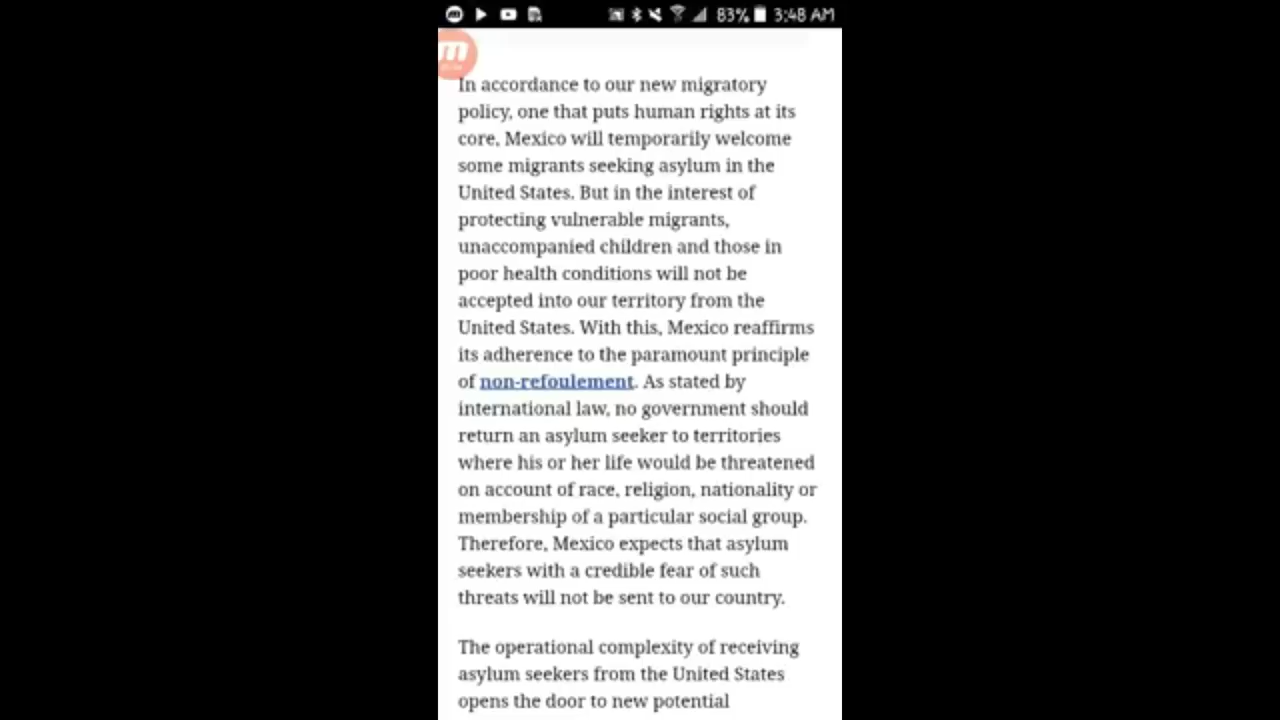 83% 3:48 AM
m
In accordance to our new migratory
policy, one that puts human rights at its
core, Mexico will temporarily welcome
some migrants seeking asylum in the
United States. But in the interest of
protecting vulnerable migrants,
unaccompanied children and those in
poor health conditions will not be
accepted into our territory from the
United States. With this, Mexico reaffirms
its adherence to the paramount principle
of non-refoulement. As stated by
international law, no government should
return an asylum seeker to territories
where his or her life would be threatened
on account of race, religion, nationality or
membership of a particular social group.
Therefore, Mexico expects that asylum
seekers with a credible fear of such
threats will not be sent to our country.
The operational complexity of receiving
asylum seekers from the United States
opens the door to new potential